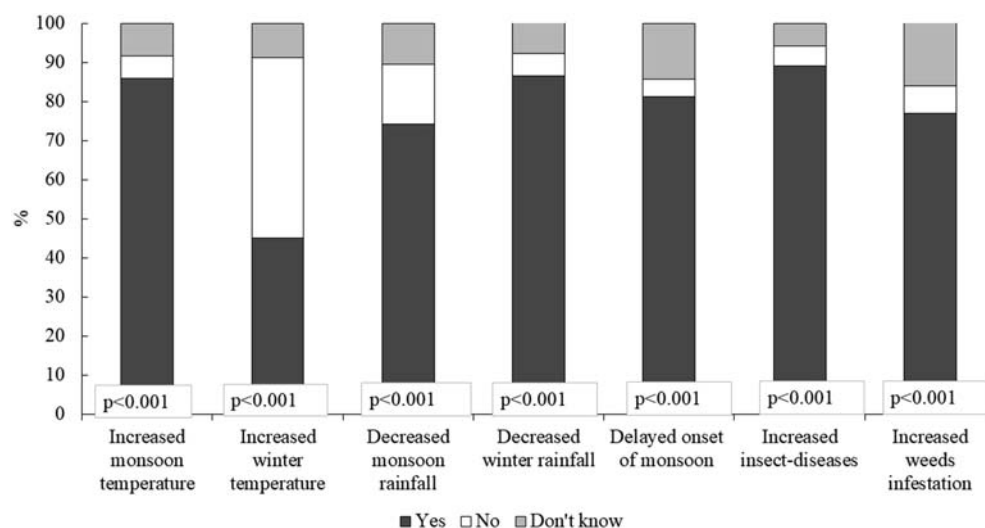 100
90
80
70
60
50
40
30
20
10
0
%
p<0.001 p<0.001 p<0.001 p<0.001 p<0.001 p<0.001 p<0.001
Increased
monsoon
temperature
Increased
winter
temperature
Decreased
monsoon
rainfall
Decreased
winter rainfall
Delayed onset
of monsoon
Increased
insect-diseases
Increased
weeds
infestation
Yes No Don't know